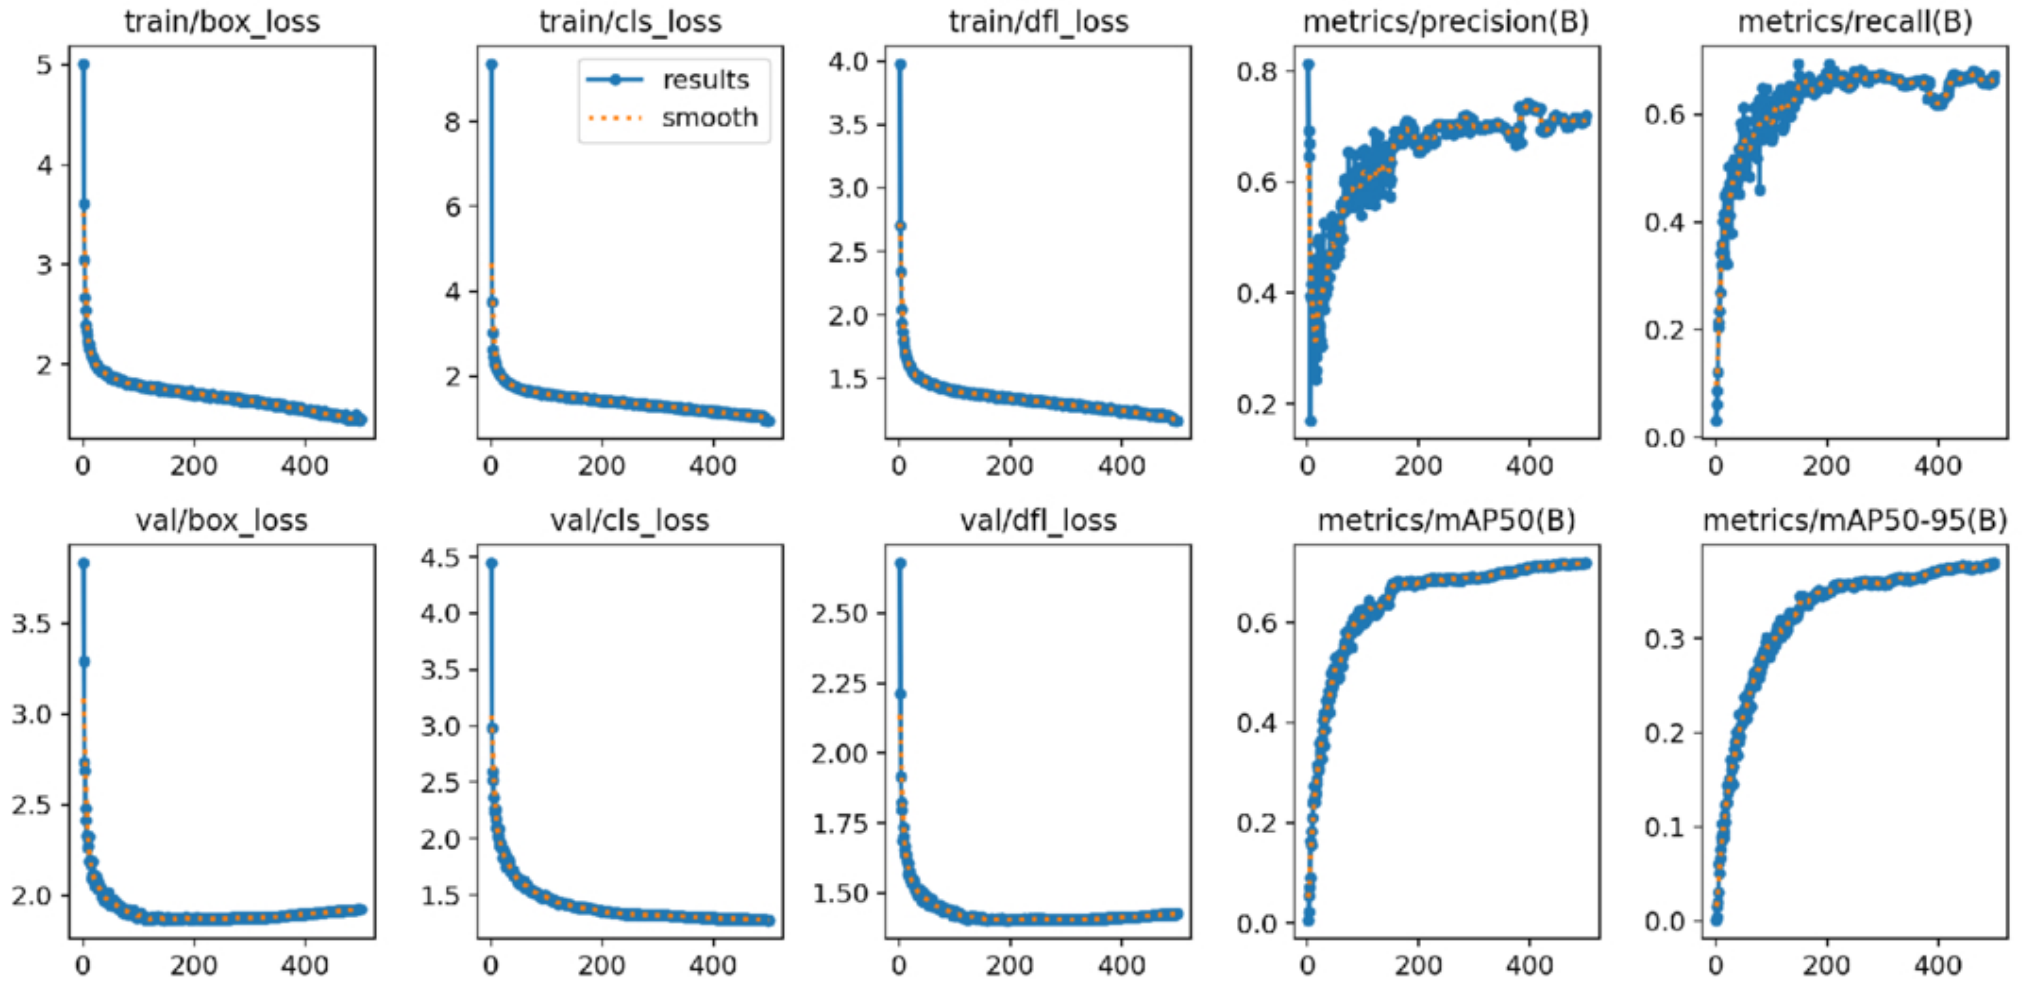 train/box_loss
5
4
3
2
0 200 400
train/cls_loss
results
smooth
8
6
4
2
0 200 400
train/dfl_loss
4.0
3.5
3.0
2.5
2.0
1.5
0 200 400
metrics/precision(B)
0.8
0.6
0.4
0.2
0 200 400
metrics/recall(B)
0.6
0.4
0.2
0.0
0 200 400
val/box_loss
3.5
3.0
2.5
2.0
0 200 400
val/cls_loss
4.5
4.0
3.5
3.0
2.5
2.0
1.5
0 200 400
val/dfl_loss
2.50
2.25
2.00
1.75
1.50
0 200 400
metrics/mAP50(B)
0.6
0.4
0.2
0.0
0 200 400
metrics/mAP50-95(B)
0.3
0.2
0.1
0.0
0 200 400